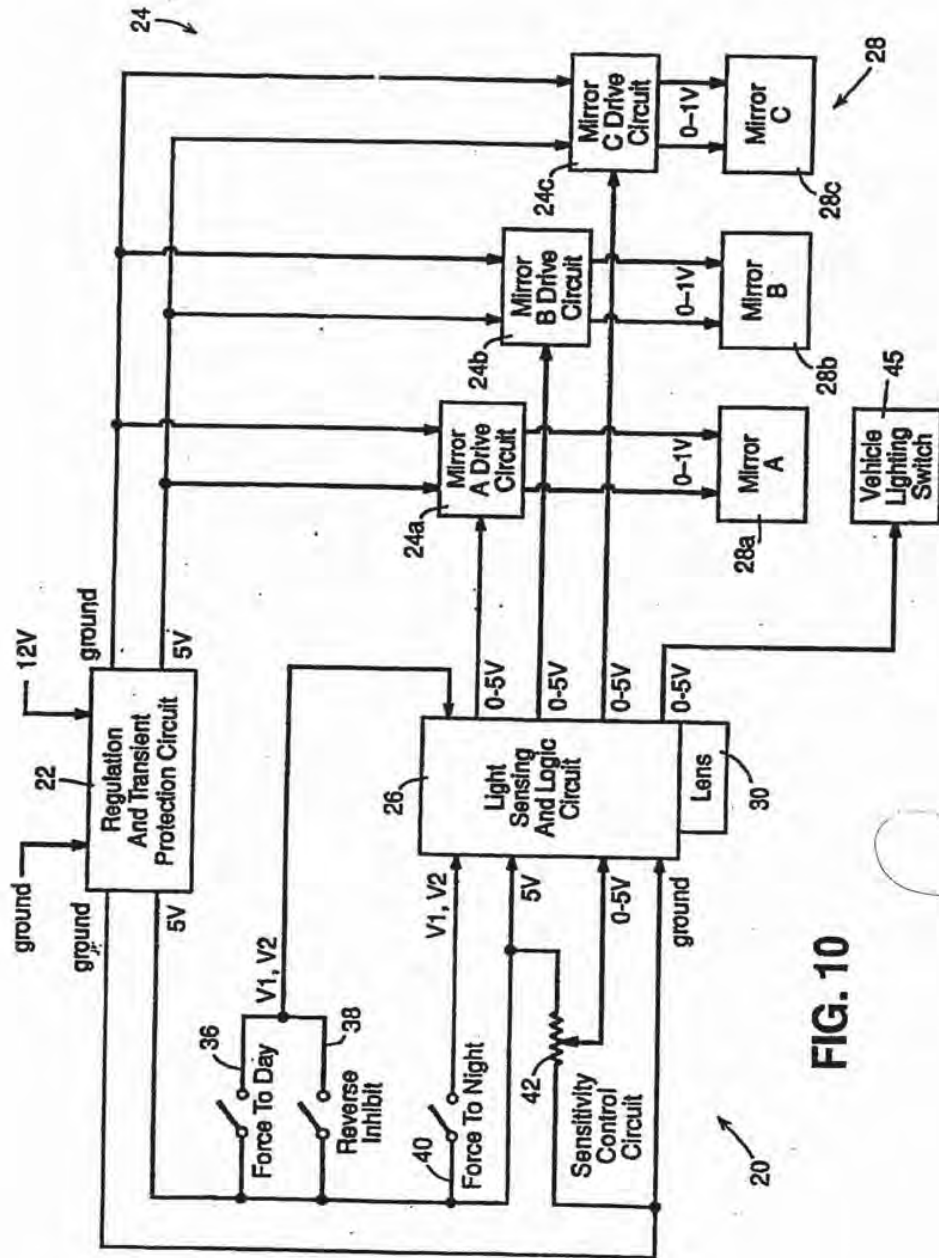 24
ground
12V
22
Regulation
And Transient
Protection Circuit
ground
5V
ground
5V
36
Force To Day
V1, V2
38
Reverse
Inhibit
40
Force To Night
V1, V2
5V
42
Sensitivity
Control
Circuit
0-5V
ground
20
26
Light
Sensing
And Logic
Circuit
Lens
30
0-5V
0-5V
0-5V
0-5V
Mirror
A Drive
Circuit
24a
Mirror
B Drive
Circuit
24b
Mirror
C Drive
Circuit
24c
0–1V
0–1V
0–1V
Mirror
A
28a
Mirror
B
28b
Mirror
C
28c
28
Vehicle
Lighting
Switch
45
FIG. 10